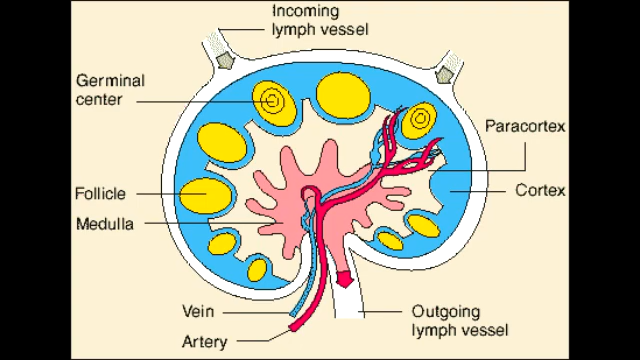 Incoming
lymph vessel
Germinal
center
Paracortex
Follicle
Cortex
Medulla
Vein
Outgoing
lymph vessel
Artery